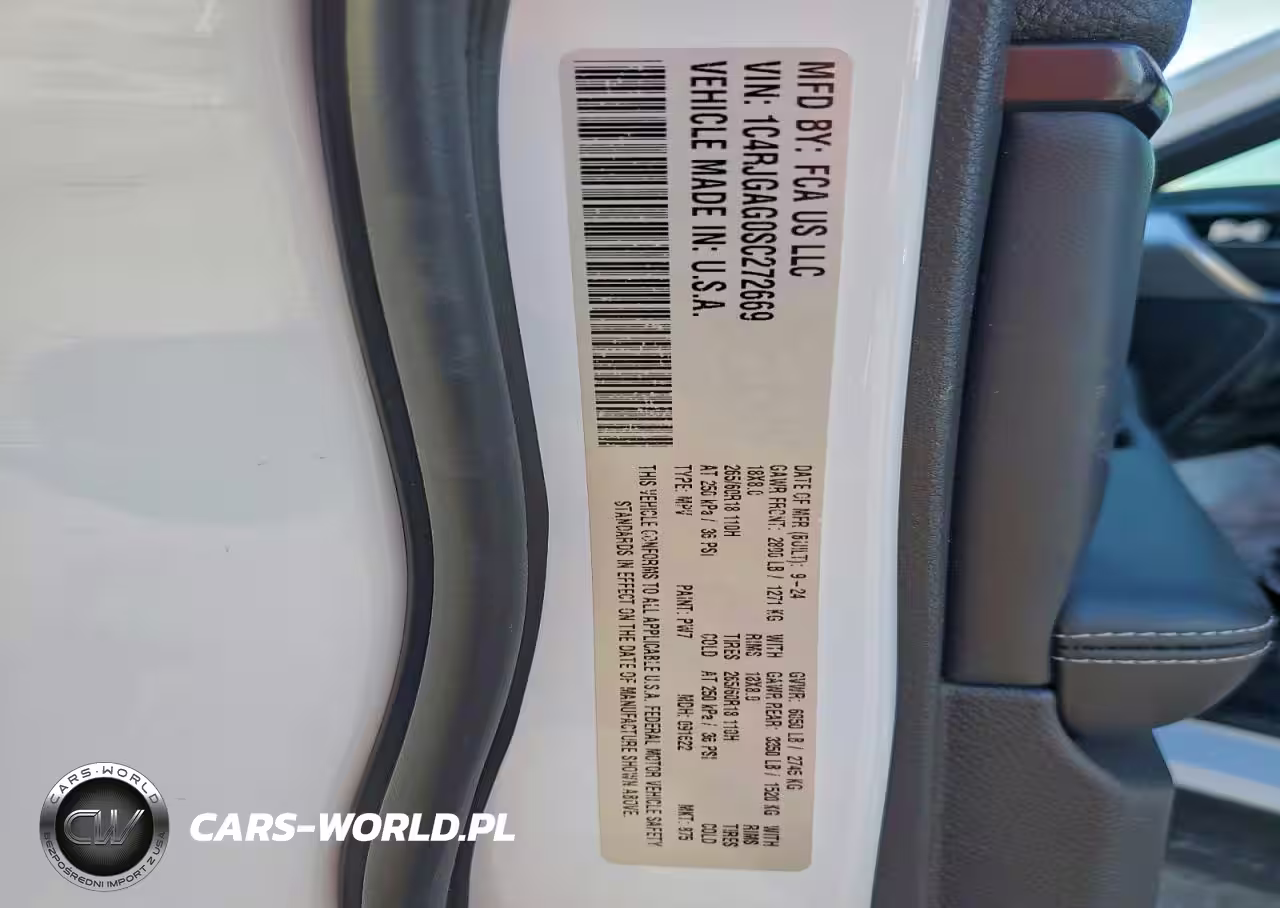 MFD BY: FCA US LLC
VIN: 1C4RJGAG0SC272669
VEHICLE MADE IN: U.S.A.
DATE OF MFR (BUILT): 9-24 GVWR: 6050 LB / 2745 KG
GAWR FRONT: 2800 LB / 1271 KG WITH GAWR REAR: 3350 LB / 1520 KG WITH
18X8.0 RIMS 18X8.0 RIMS
265/60R18 110H TIRES 265/60R18 110H TIRES
AT 250 kPa / 36 PSI COLD AT 250 kPa / 36 PSI COLD
TYPE: MPV PAINT: PW7 MDH: 091622 MKT: 875
THIS VEHICLE CONFORMS TO ALL APPLICABLE U.S.A. FEDERAL MOTOR VEHICLE SAFETY
STANDARDS IN EFFECT ON THE DATE OF MANUFACTURE SHOWN ABOVE.
CARS-WORLD
CW
BEZPOŚREDNI IMPORT Z USA
CARS-WORLD.PL